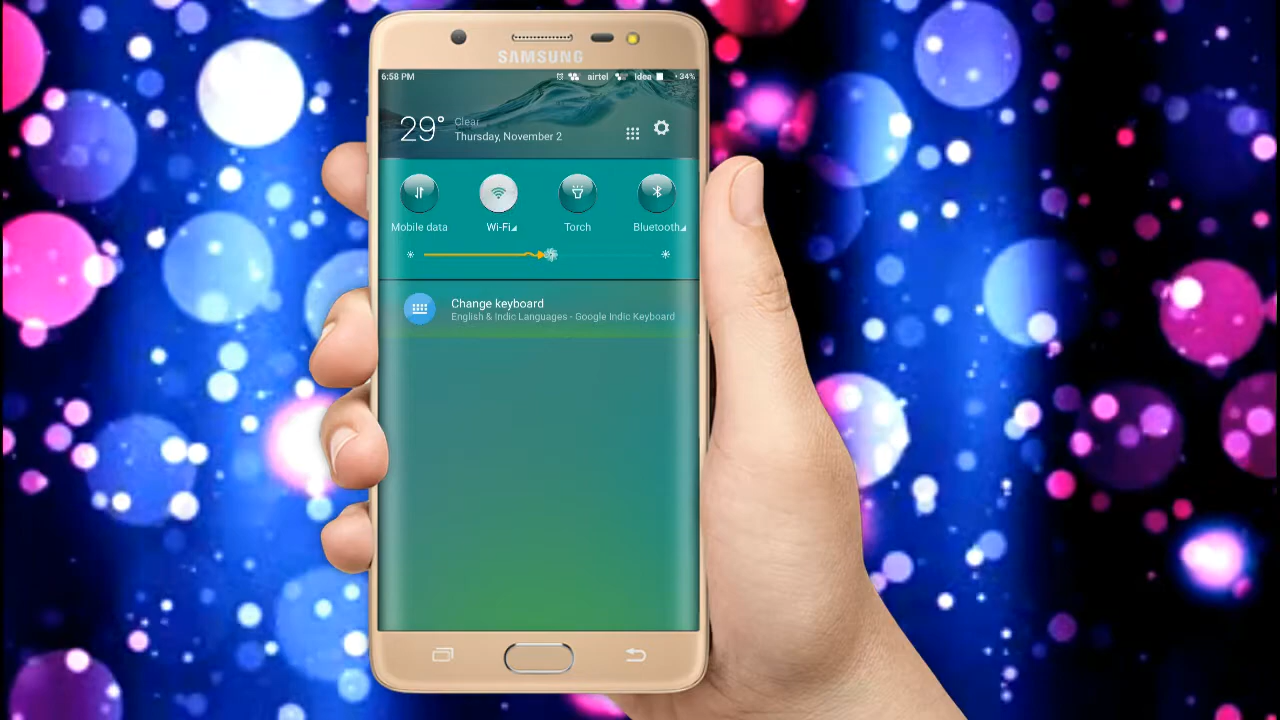 SAMSUNG
6:58 PM airtel Idea 34%
29° Clear
Thursday, November 2
Mobile data Wi-Fi Torch Bluetooth
Change keyboard
English & Indic Languages - Google Indic Keyboard